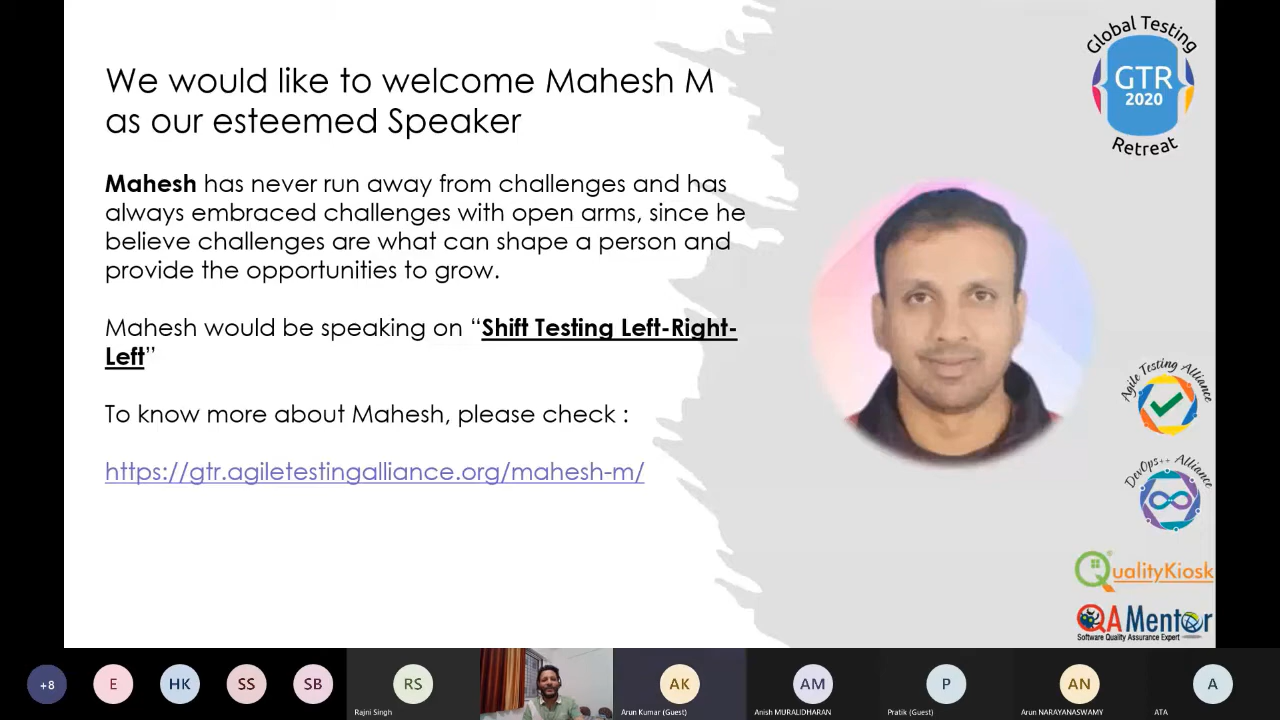 We would like to welcome Mahesh M
as our esteemed Speaker
Mahesh has never run away from challenges and has
always embraced challenges with open arms, since he
believe challenges are what can shape a person and
provide the opportunities to grow.
Mahesh would be speaking on “Shift Testing Left-Right-
Left”
To know more about Mahesh, please check :
https://gtr.agiletestingalliance.org/mahesh-m/
Global Testing
GTR
2020
Retreat
Agile Testing Alliance
DevOps++ Alliance
QualityKiosk
QA Mentor
Software Quality Assurance Expert
+8
E
HK
SS
SB
RS
Rajni Singh
AK
Arun Kumar (Guest)
AM
Anish MURALIDHARAN
P
Pratik (Guest)
AN
Arun NARAYANASWAMY
A
ATA